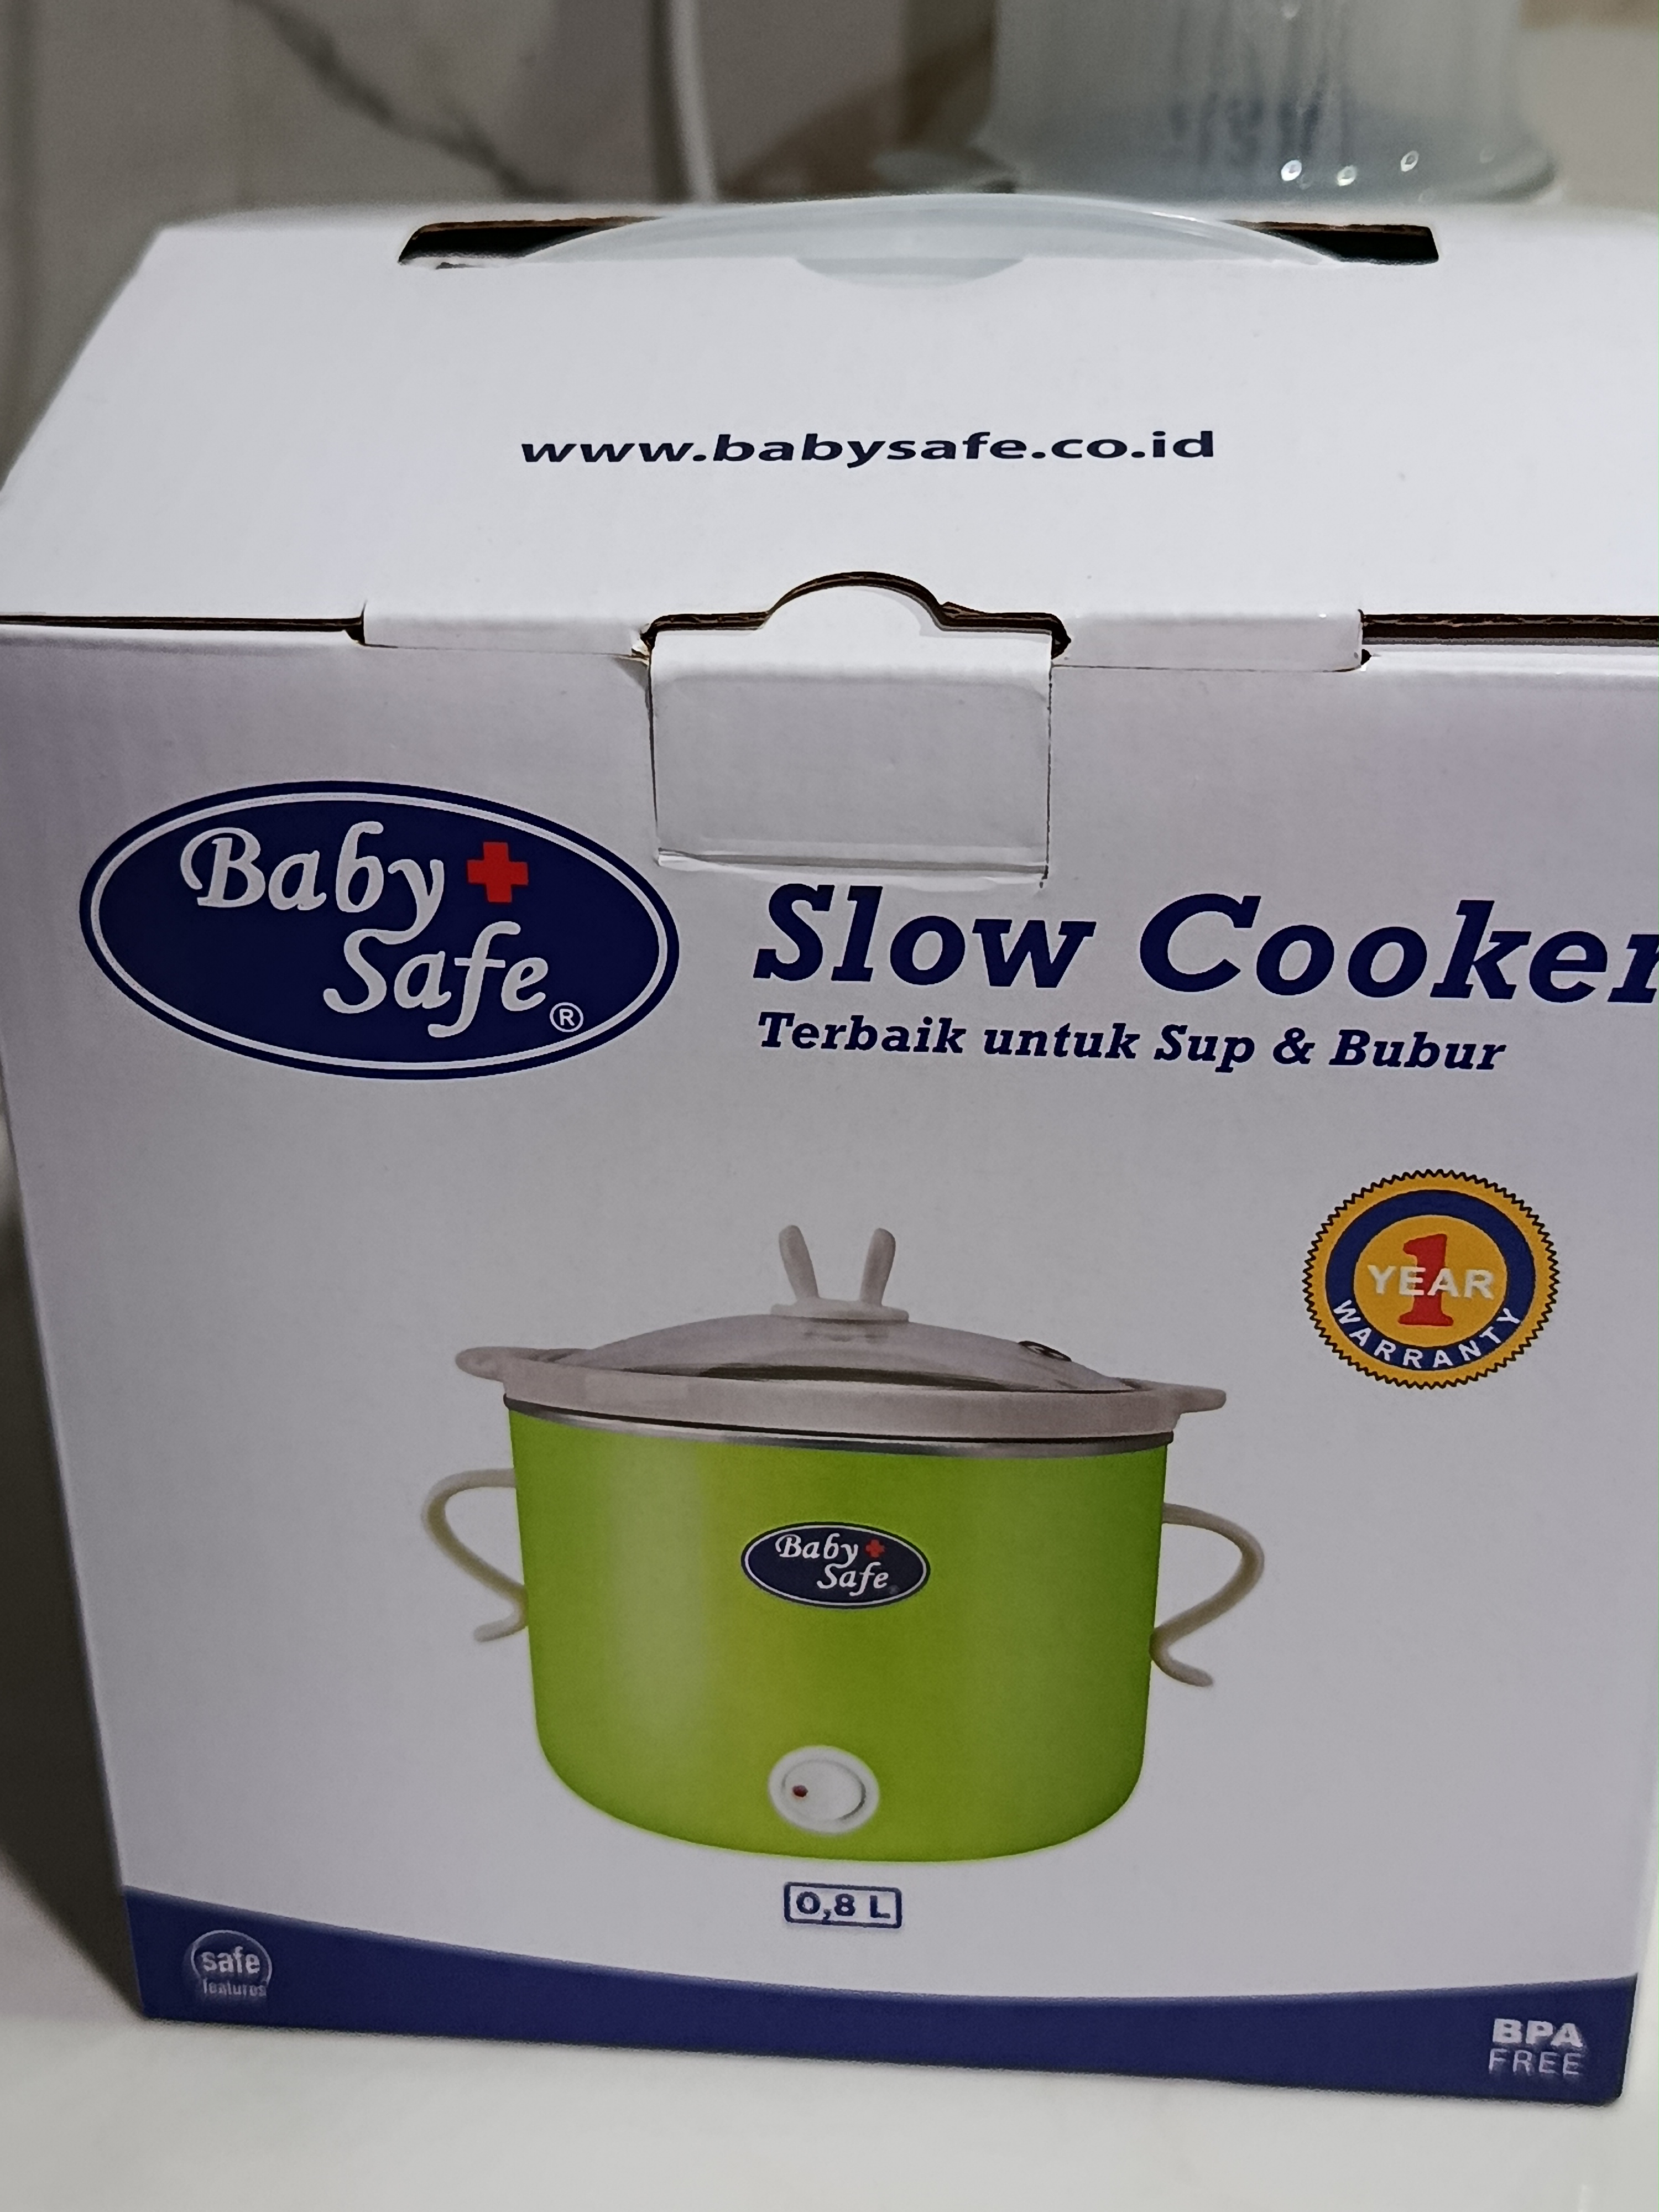 www.babysafe.co.id
Baby
Safe®
Slow Cooker
Terbaik untuk Sup & Bubur
1
YEAR
WARRANTY
Baby
Safe
0,8 L
safe
features
BPA
FREE